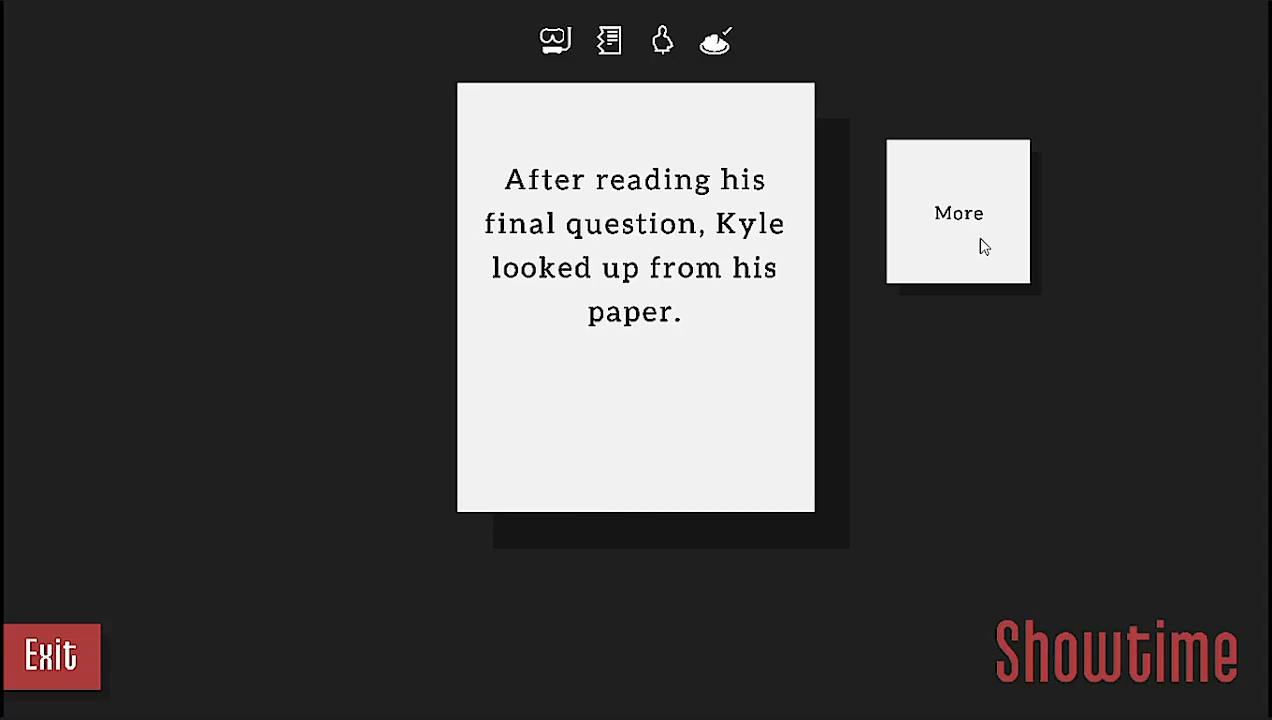 After reading his
final question, Kyle
looked up from his
paper.
More
Exit
Showtime